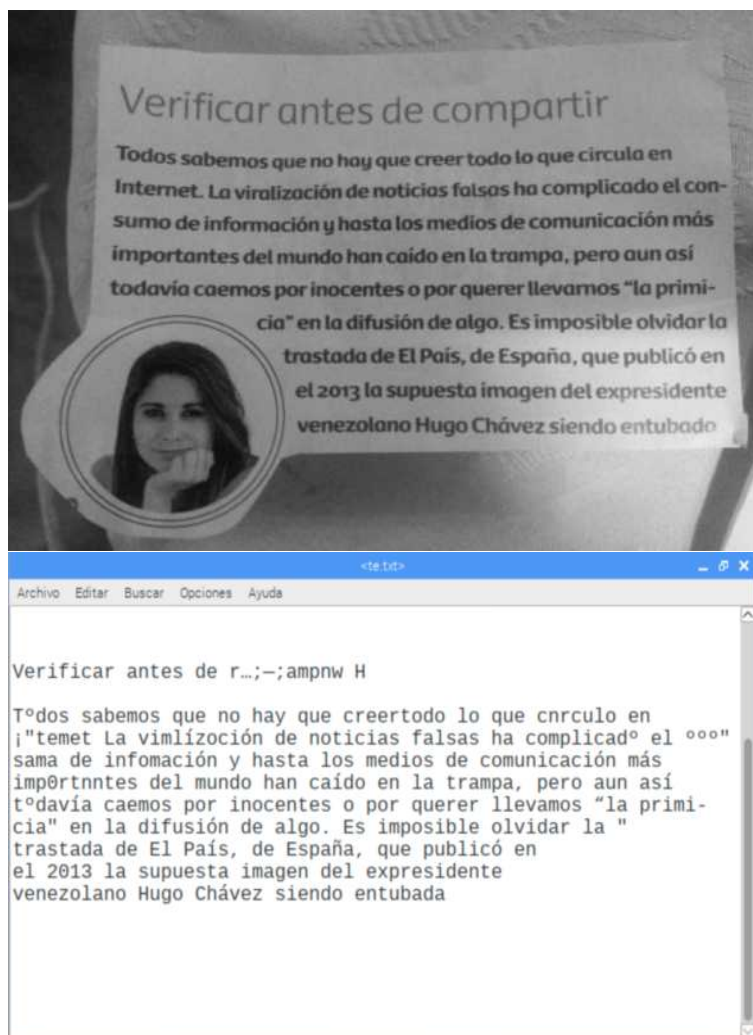 Verificar antes de compartir
Todos sabemos que no hay que creer todo lo que circula en
Internet. La viralización de noticias falsas ha complicado el con-
sumo de información y hasta los medios de comunicación más
importantes del mundo han caído en la trampa, pero aun así
todavía caemos por inocentes o por querer llevarnos “la primi-
cia” en la difusión de algo. Es imposible olvidar la
trastada de El País, de España, que publicó en
el 2013 la supuesta imagen del expresidente
venezolano Hugo Chávez siendo entubado
<te.txt>
Archivo Editar Buscar Opciones Ayuda
Verificar antes de r…;—;ampnw H
Tºdos sabemos que no hay que creertodo lo que cnrculo en
¡"temet La vimlízoción de noticias falsas ha complicadº el ººº"
sama de infomación y hasta los medios de comunicación más
imp0rtnntes del mundo han caído en la trampa, pero aun así
tºdavía caemos por inocentes o por querer llevamos “la primi-
cia" en la difusión de algo. Es imposible olvidar la "
trastada de El País, de España, que publicó en
el 2013 la supuesta imagen del expresidente
venezolano Hugo Chávez siendo entubada